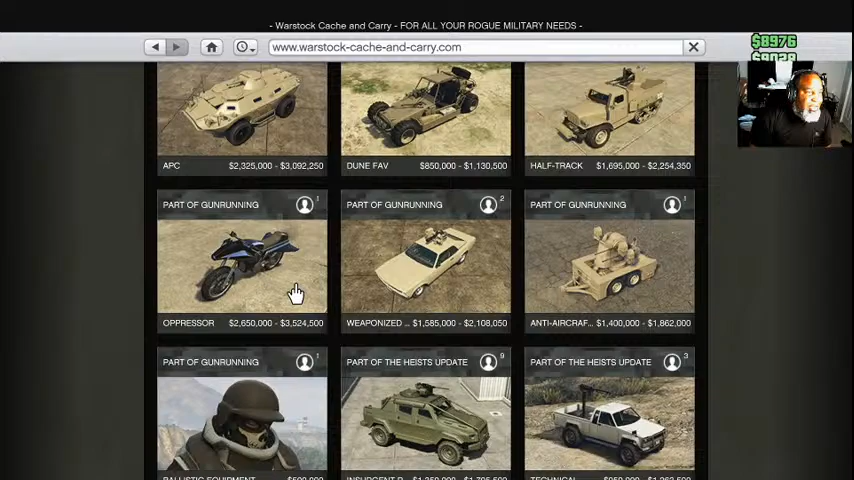 - Warstock Cache and Carry - FOR ALL YOUR ROGUE MILITARY NEEDS -
www.warstock-cache-and-carry.com
$8976
APC $2,325,000 - $3,092,250
DUNE FAV $850,000 - $1,130,500
HALF-TRACK $1,695,000 - $2,254,350
PART OF GUNRUNNING 1
PART OF GUNRUNNING 2
PART OF GUNRUNNING 1
OPPRESSOR $2,650,000 - $3,524,500
WEAPONIZED ... $1,585,000 - $2,108,050
ANTI-AIRCRAF... $1,400,000 - $1,862,000
PART OF GUNRUNNING 1
PART OF THE HEISTS UPDATE 9
PART OF THE HEISTS UPDATE 3